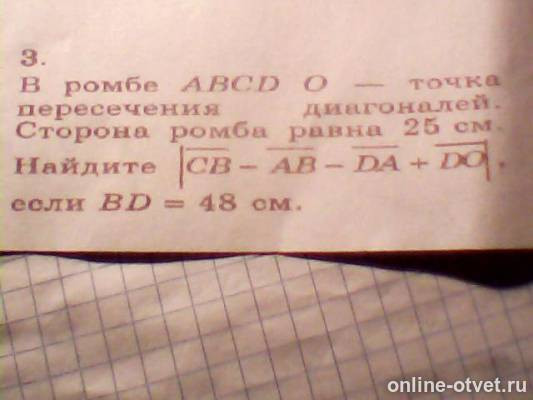 3.
В ромбе ABCD O — точка
пересечения диагоналей.
Сторона ромба равна 25 см.
Найдите |CB − AB − DA + DO|,
если BD = 48 см.
online-otvet.ru